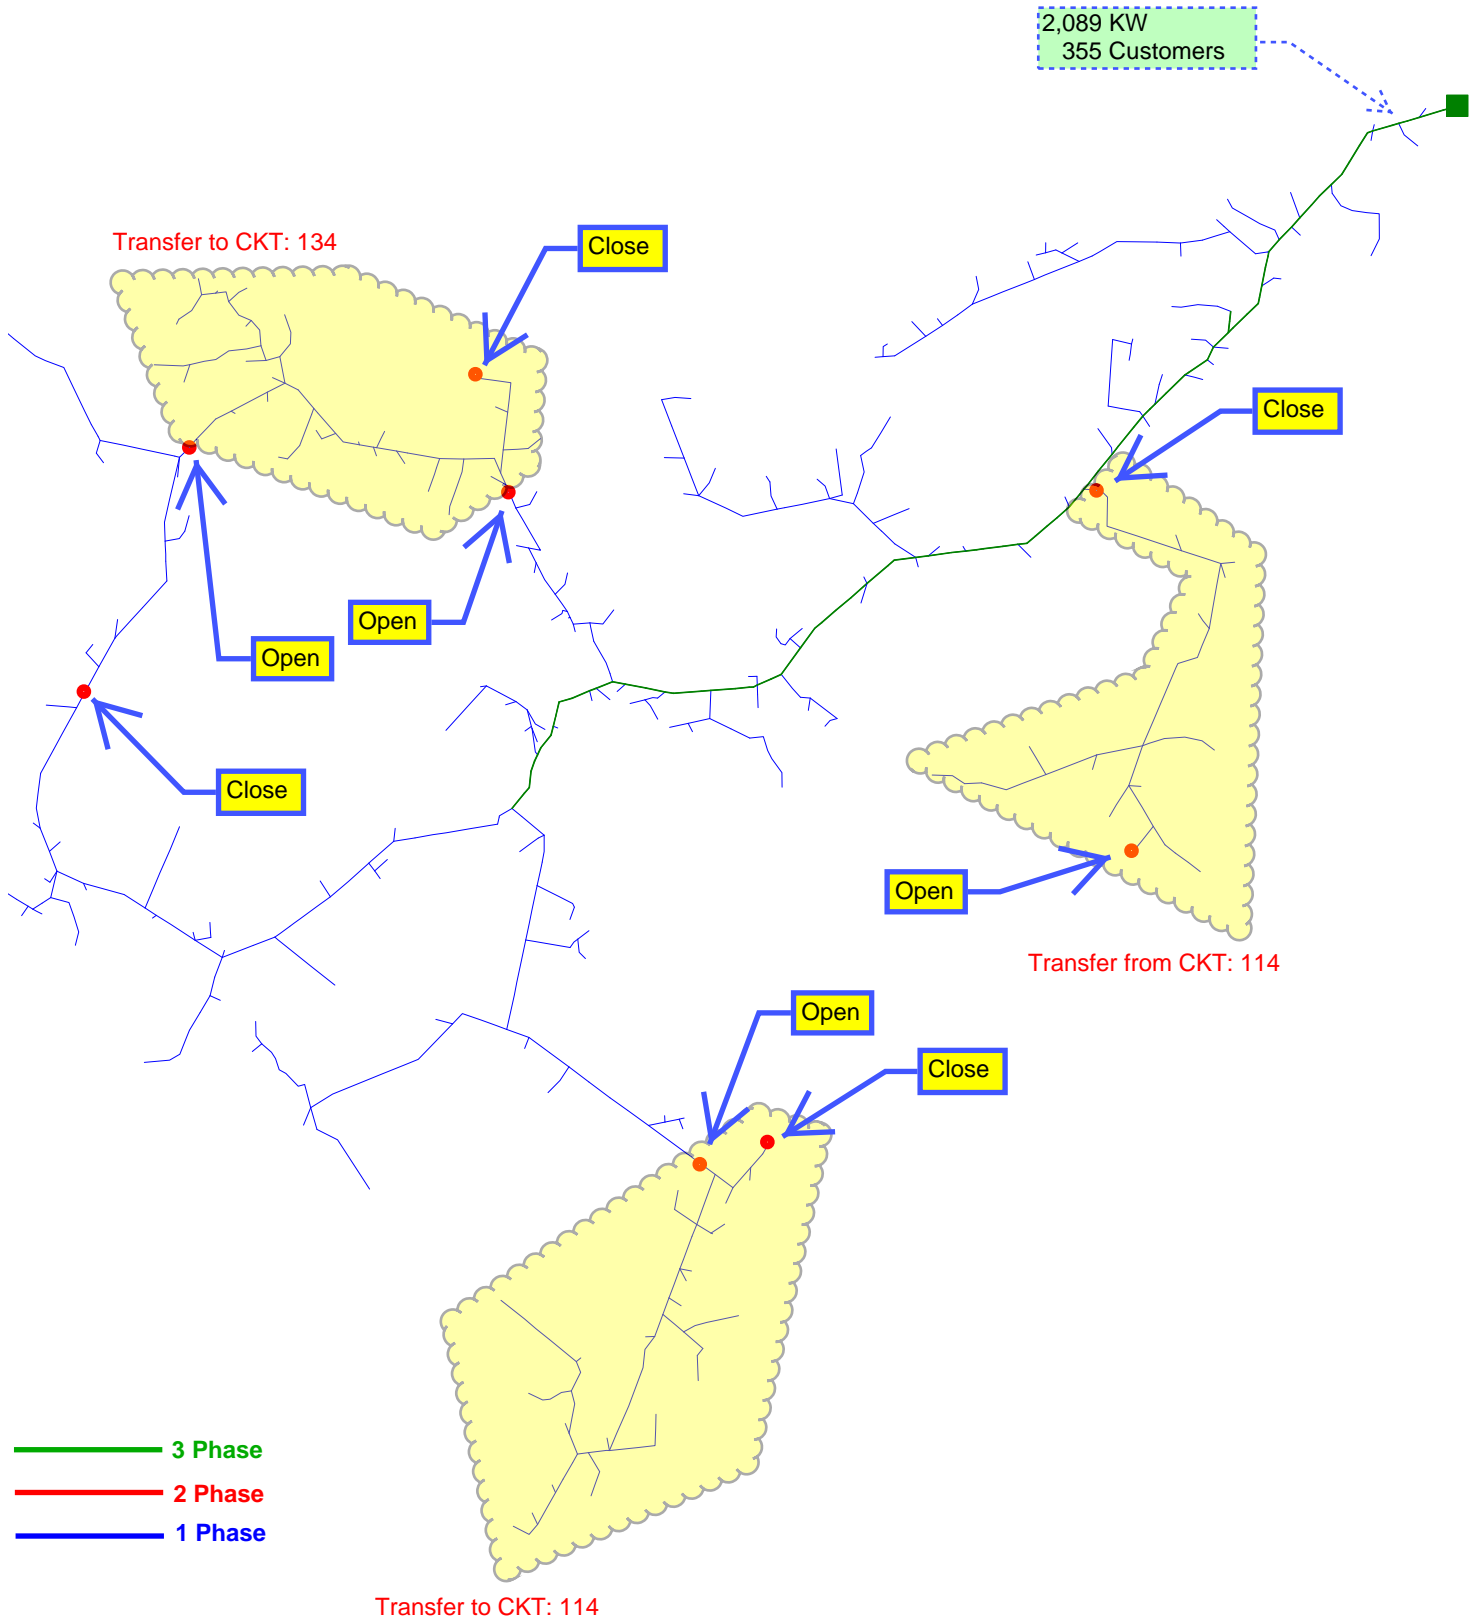 2,089 KW
355 Customers
Transfer to CKT: 134
Close
Close
Open
Open
Close
Open
Transfer from CKT: 114
Open
Close
3 Phase
2 Phase
1 Phase
Transfer to CKT: 114